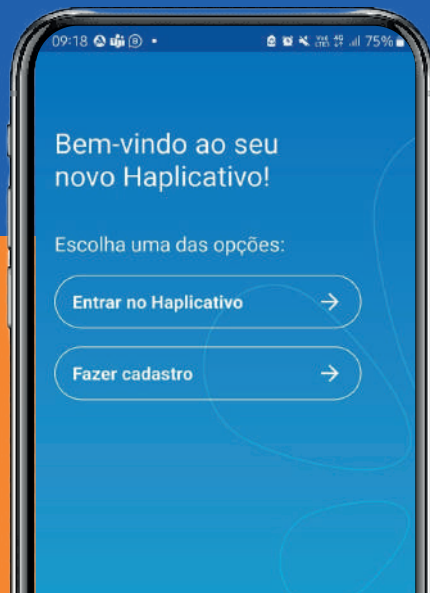 09:18 75%
Bem-vindo ao seu
novo Haplicativo!
Escolha uma das opções:
Entrar no Haplicativo
Fazer cadastro